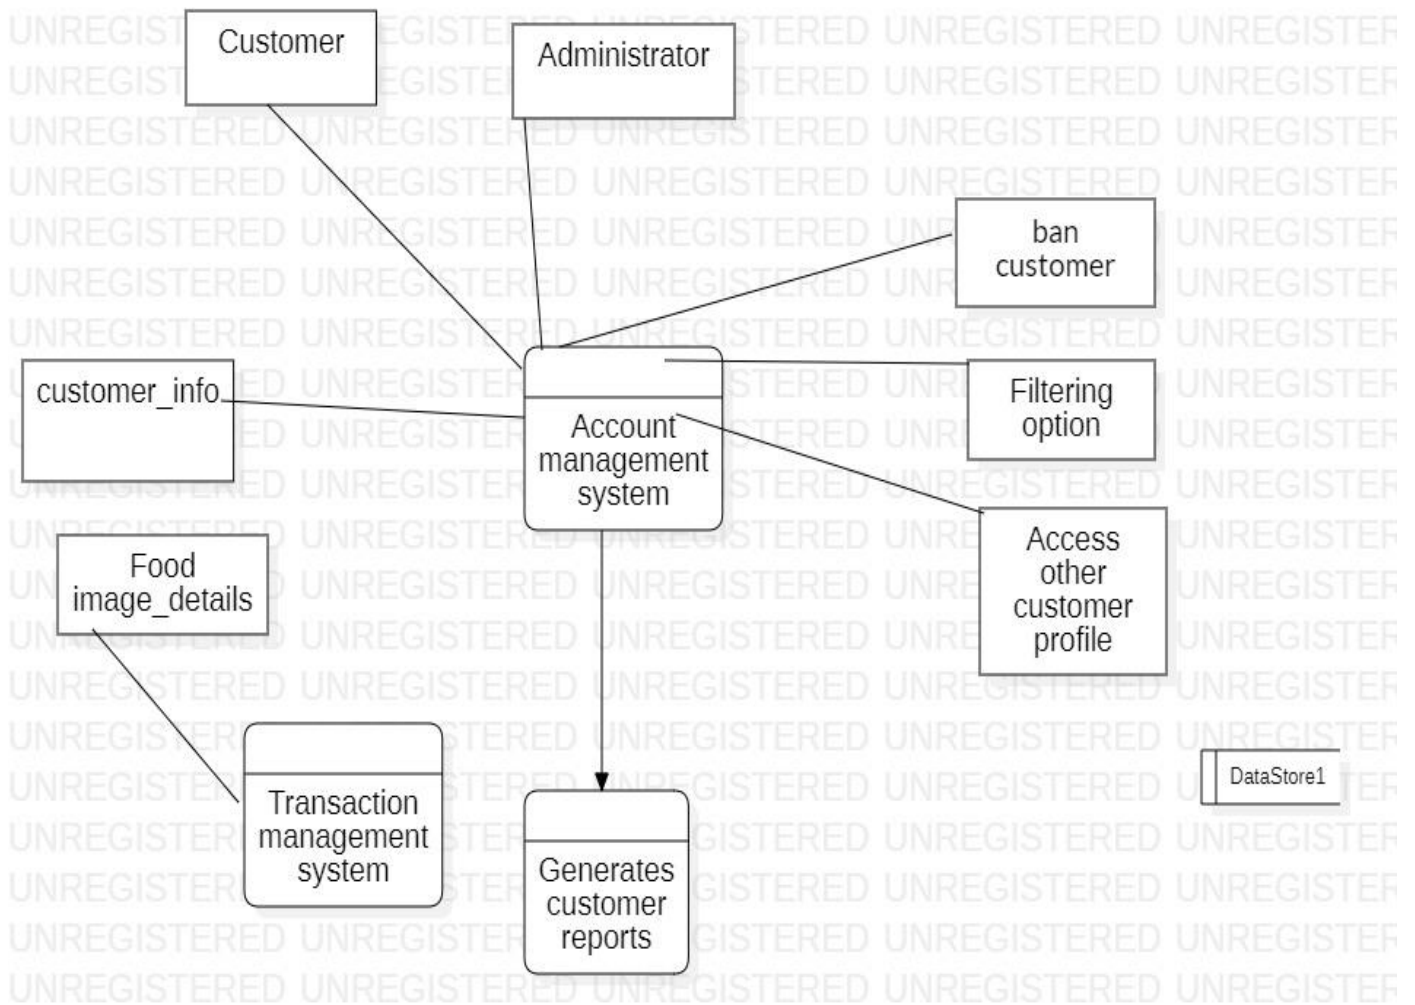 Customer
Administrator
ban
customer
customer_info
Filtering
option
Account
management
system
Access
other
customer
profile
Food
image_details
DataStore1
Transaction
management
system
Generates
customer
reports
UNREGISTERED